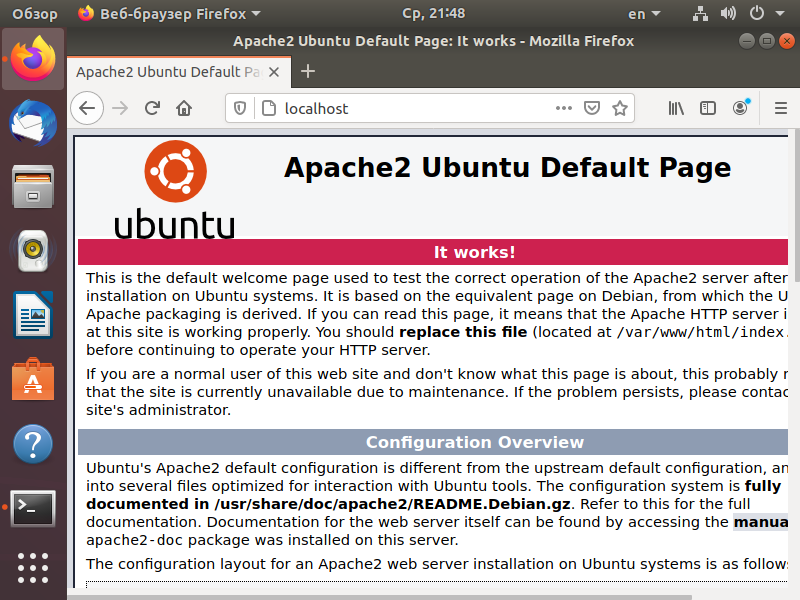 Обзор Веб-браузер Firefox Ср, 21:48 en
Apache2 Ubuntu Default Page: It works - Mozilla Firefox
Apache2 Ubuntu Default Pa
localhost
Apache2 Ubuntu Default Page
ubuntu
It works!
This is the default welcome page used to test the correct operation of the Apache2 server after
installation on Ubuntu systems. It is based on the equivalent page on Debian, from which the U
Apache packaging is derived. If you can read this page, it means that the Apache HTTP server i
at this site is working properly. You should replace this file (located at /var/www/html/index.
before continuing to operate your HTTP server.
If you are a normal user of this web site and don't know what this page is about, this probably
that the site is currently unavailable due to maintenance. If the problem persists, please contac
site's administrator.
Configuration Overview
Ubuntu's Apache2 default configuration is different from the upstream default configuration, an
into several files optimized for interaction with Ubuntu tools. The configuration system is fully
documented in /usr/share/doc/apache2/README.Debian.gz. Refer to this for the full
documentation. Documentation for the web server itself can be found by accessing the manua
apache2-doc package was installed on this server.
The configuration layout for an Apache2 web server installation on Ubuntu systems is as follow